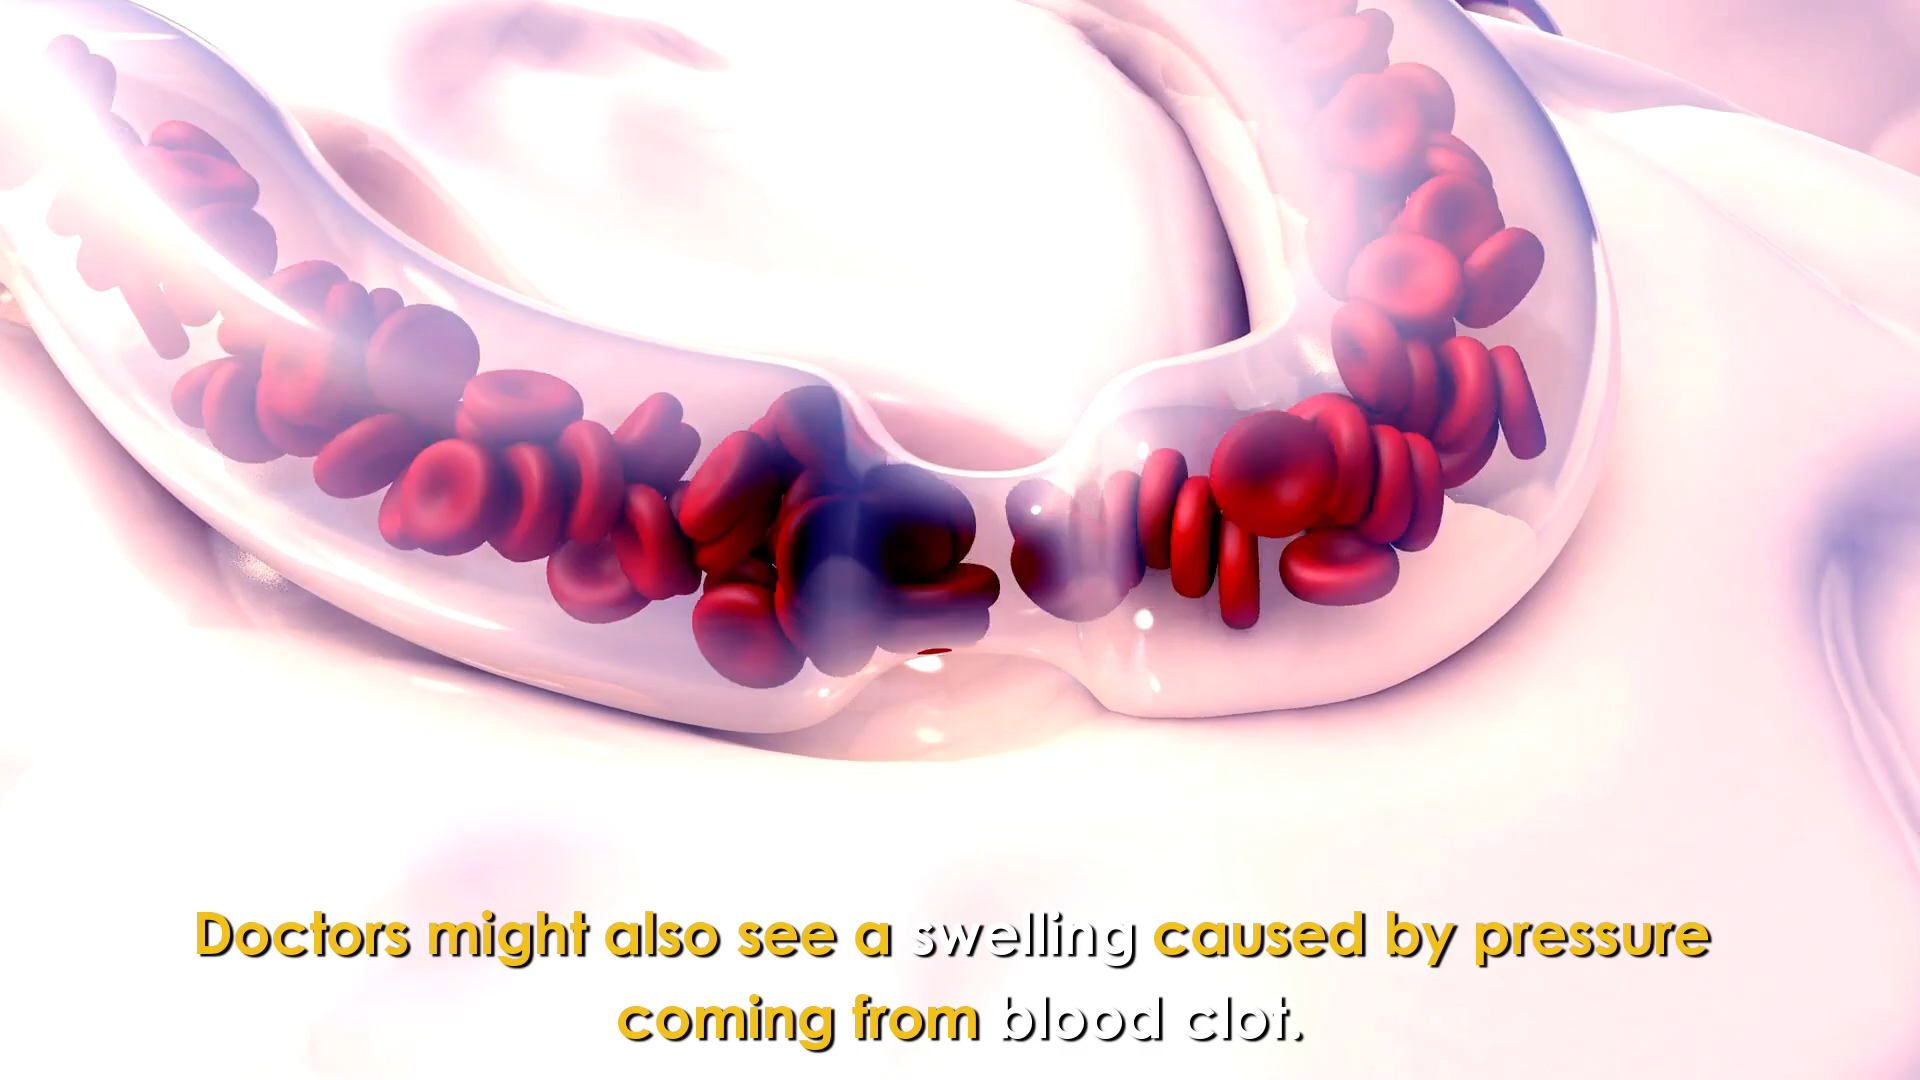 Doctors might also see a swelling caused by pressure
coming from blood clot.